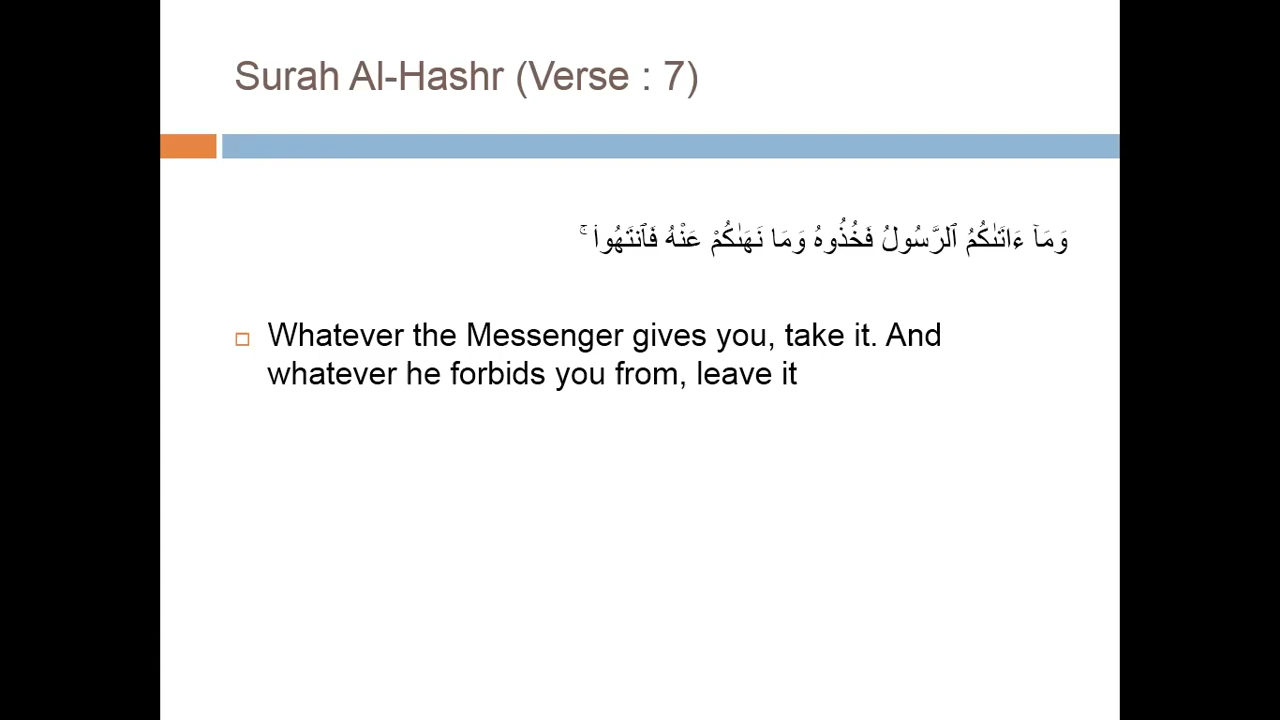 Surah Al-Hashr (Verse : 7)
وَمَآ ءَاتَىٰكُمُ ٱلرَّسُولُ فَخُذُوهُ وَمَا نَهَىٰكُمْ عَنْهُ فَٱنتَهُوا۟ ۚ
Whatever the Messenger gives you, take it. And
whatever he forbids you from, leave it